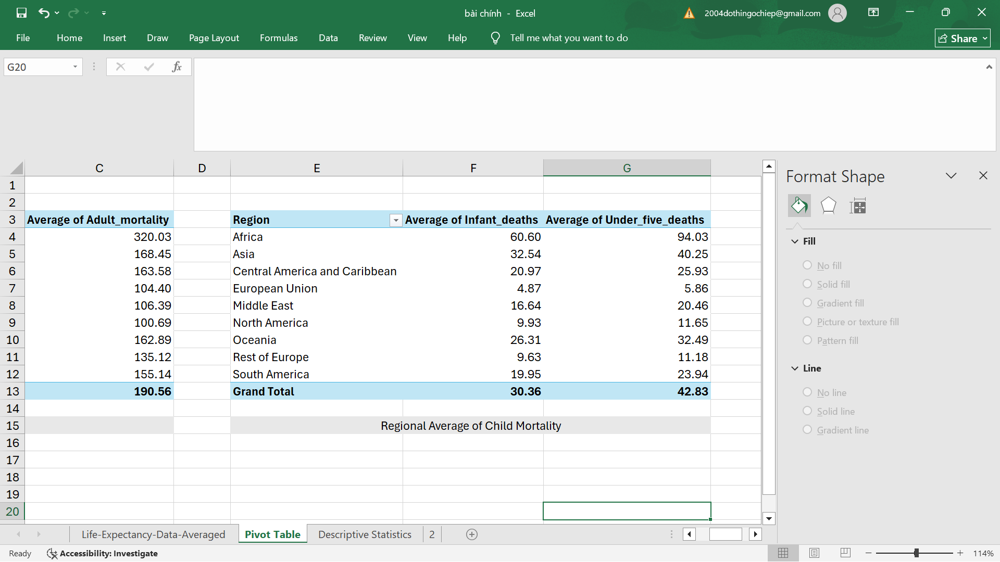 bài chính - Excel
2004dothingochiep@gmail.com
File Home Insert Draw Page Layout Formulas Data Review View Help Tell me what you want to do Share
G20 fx
C D E F G
1
2
3 Average of Adult_mortality Region Average of Infant_deaths Average of Under_five_deaths
4 320.03 Africa 60.60 94.03
5 168.45 Asia 32.54 40.25
6 163.58 Central America and Caribbean 20.97 25.93
7 104.40 European Union 4.87 5.86
8 106.39 Middle East 16.64 20.46
9 100.69 North America 9.93 11.65
10 162.89 Oceania 26.31 32.49
11 135.12 Rest of Europe 9.63 11.18
12 155.14 South America 19.95 23.94
13 190.56 Grand Total 30.36 42.83
14
15 Regional Average of Child Mortality
16
17
18
19
20
Format Shape
Fill
No fill
Solid fill
Gradient fill
Picture or texture fill
Pattern fill
Line
No line
Solid line
Gradient line
Life-Expectancy-Data-Averaged Pivot Table Descriptive Statistics 2
Ready Accessibility: Investigate 114%